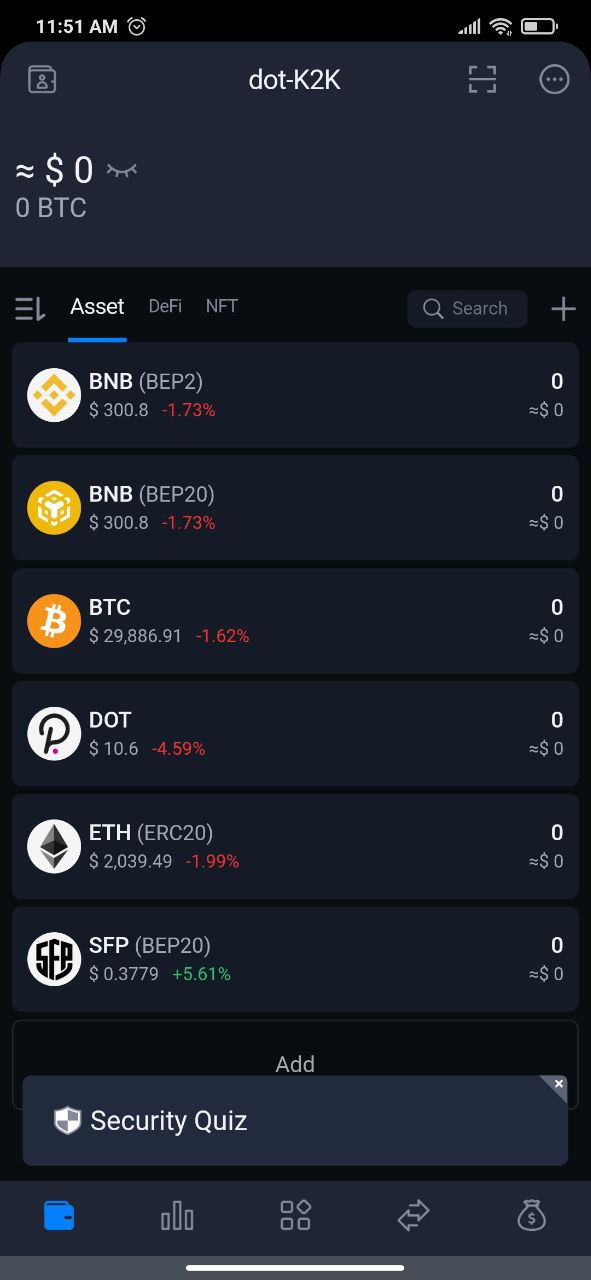 11:51 AM
dot-K2K
≈ $ 0
0 BTC
Asset DeFi NFT Search
BNB (BEP2) 0
$ 300.8 -1.73% ≈$ 0
BNB (BEP20) 0
$ 300.8 -1.73% ≈$ 0
BTC 0
$ 29,886.91 -1.62% ≈$ 0
DOT 0
$ 10.6 -4.59% ≈$ 0
ETH (ERC20) 0
$ 2,039.49 -1.99% ≈$ 0
SFP SFP (BEP20) 0
$ 0.3779 +5.61% ≈$ 0
Add
Security Quiz